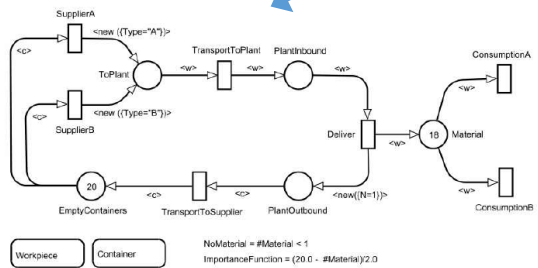 SupplierA
<new ({Type="A"})>
<c>
ToPlant
TransportToPlant
<w>
<w>
PlantInbound
<w>
ConsumptionA
<w>
<new ({Type="B"})>
<c>
SupplierB
Deliver
<w>
18
Material
<w>
ConsumptionB
20
EmptyContainers
<c>
TransportToSupplier
<c>
PlantOutbound
<new({N=1})>
Workpiece
Container
NoMaterial = #Material < 1
ImportanceFunction = (20.0 - #Material)/2.0